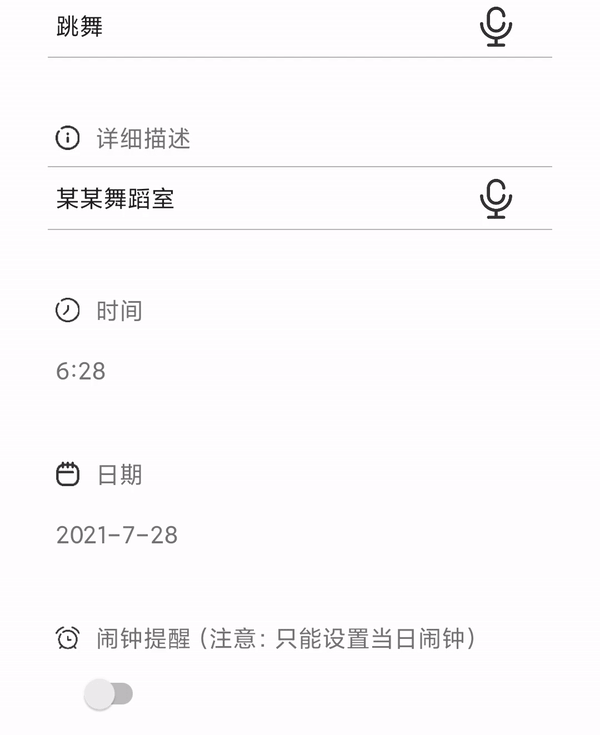 跳舞
详细描述
某某舞蹈室
时间
6:28
日期
2021-7-28
闹钟提醒（注意：只能设置当日闹钟）